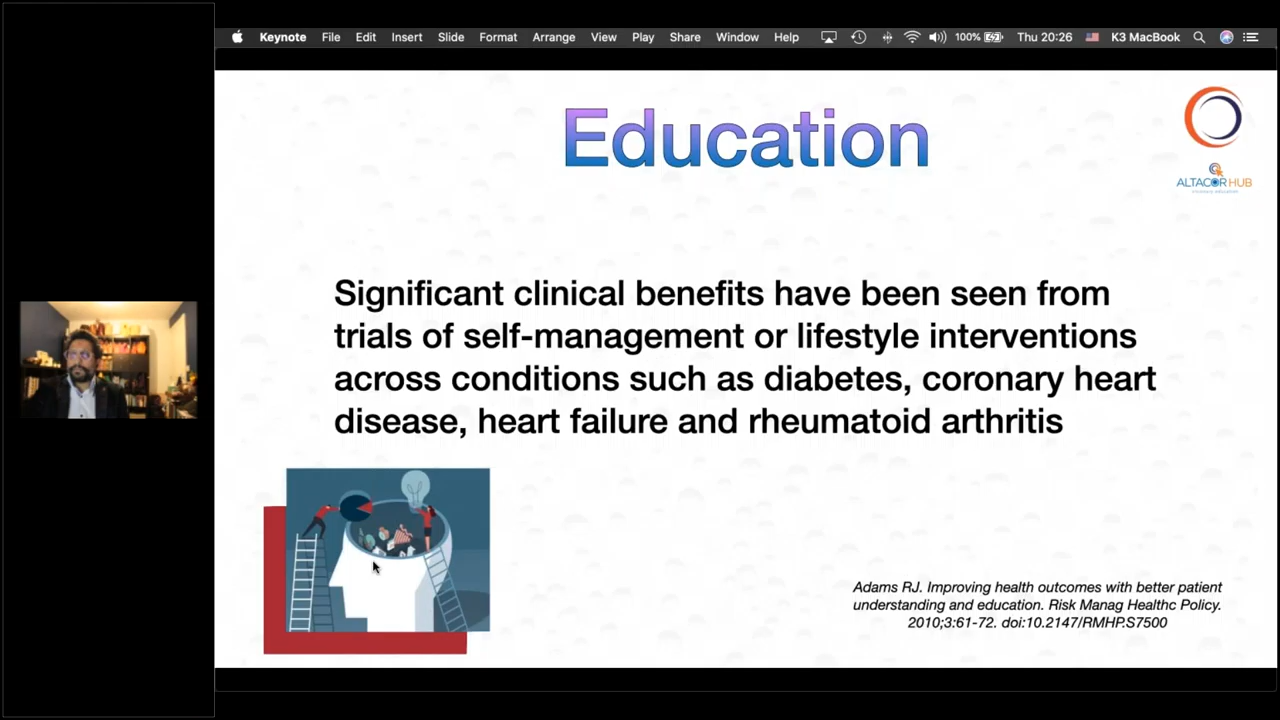 Keynote File Edit Insert Slide Format Arrange View Play Share Window Help 100% Thu 20:26 K3 MacBook
Education
ALTACOR HUB
Significant clinical benefits have been seen from
trials of self-management or lifestyle interventions
across conditions such as diabetes, coronary heart
disease, heart failure and rheumatoid arthritis
Adams RJ. Improving health outcomes with better patient
understanding and education. Risk Manag Healthc Policy.
2010;3:61-72. doi:10.2147/RMHP.S7500